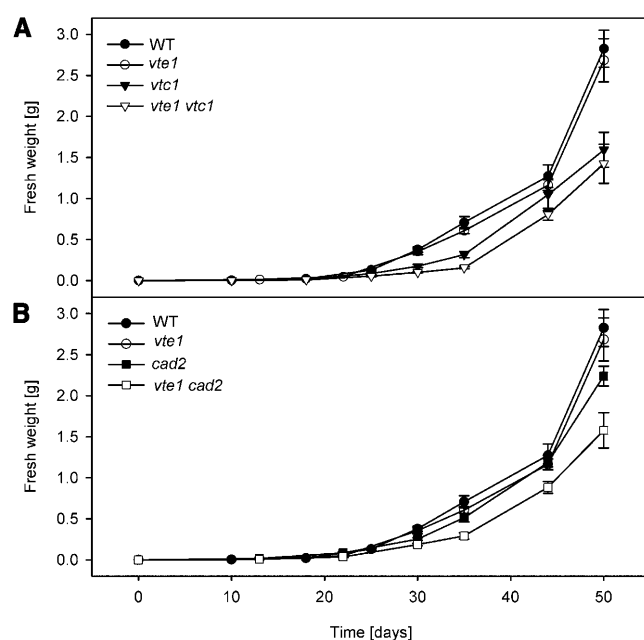 A
3.0
2.5
2.0
1.5
1.0
0.5
0.0
Fresh weight [g]
WT
vte1
vtc1
vte1 vtc1
B
3.0
2.5
2.0
1.5
1.0
0.5
0.0
Fresh weight [g]
WT
vte1
cad2
vte1 cad2
0 10 20 30 40 50
Time [days]